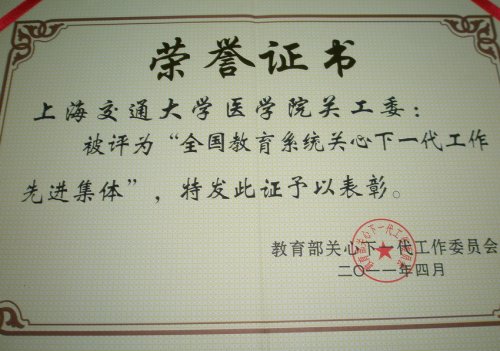 荣誉证书
上海交通大学医学院关工委：
被评为“全国教育系统关心下一代工作
先进集体”，特发此证予以表彰。
教育部关心下一代工作委员会
二〇一一年四月